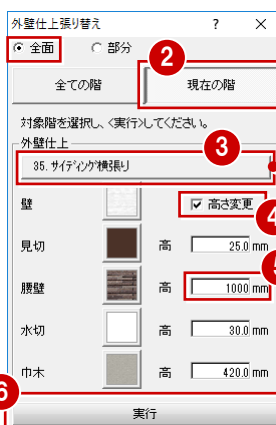 外壁仕上張り替え ? ×
全面 部分
2
全ての階 現在の階
対象階を選択し、<実行>してください。
外壁仕上 3
35. サイディング横張り
壁 高さ変更 4
見切 高 25.0 mm
5
腰壁 高 1000 mm
水切 高 30.0 mm
巾木 高 420.0 mm
6
実行